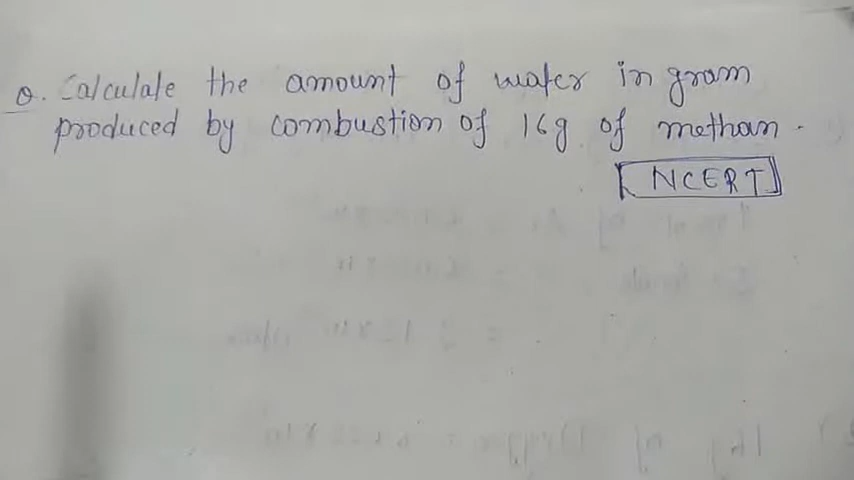 Q. Calculate the amount of water in gram
produced by combustion of 16g of methan.
[NCERT]